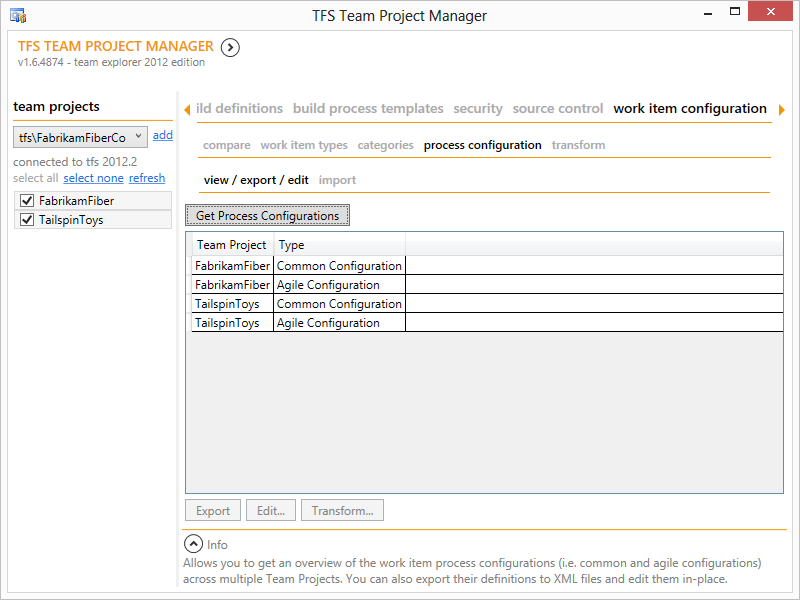 TFS Team Project Manager
TFS TEAM PROJECT MANAGER
v1.6.4874 - team explorer 2012 edition
team projects
tfs\FabrikamFiberCo add
connected to tfs 2012.2
select all select none refresh
FabrikamFiber
TailspinToys
ild definitions build process templates security source control work item configuration
compare work item types categories process configuration transform
view / export / edit import
Get Process Configurations
Team Project Type
FabrikamFiber Common Configuration
FabrikamFiber Agile Configuration
TailspinToys Common Configuration
TailspinToys Agile Configuration
Export Edit... Transform...
Info
Allows you to get an overview of the work item process configurations (i.e. common and agile configurations)
across multiple Team Projects. You can also export their definitions to XML files and edit them in-place.